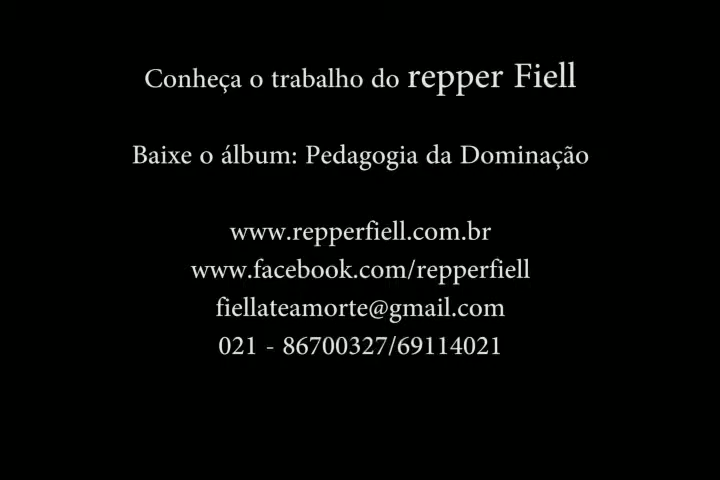 Conheça o trabalho do repper Fiell
Baixe o álbum: Pedagogia da Dominação
www.repperfiell.com.br
www.facebook.com/repperfiell
fiellateamorte@gmail.com
021 - 86700327/69114021